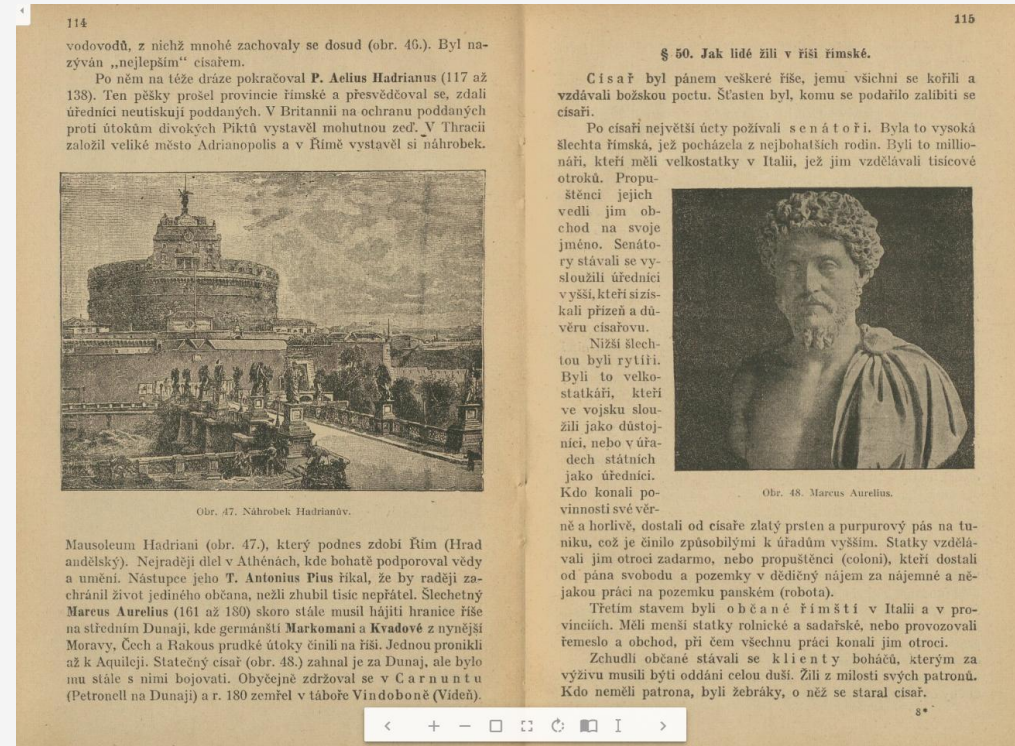 114
vodovodů, z nichž mnohé zachovaly se dosud (obr. 46.). Byl na-
zýván „nejlepším“ císařem.
Po něm na téže dráze pokračoval P. Aelius Hadrianus (117 až
138). Ten pěšky prošel provincie římské a přesvědčoval se, zdali
úředníci neutiskují poddaných. V Britannii na ochranu poddaných
proti útokům divokých Piktů vystavěl mohutnou zeď. V Thracii
založil veliké město Adrianopolis a v Římě vystavěl si náhrobek.
Obr. 47. Náhrobek Hadrianův.
Mausoleum Hadriani (obr. 47.), který podnes zdobí Řím (Hrad
andělský). Nejraději dlel v Athénách, kde bohatě podporoval vědy
a umění. Nástupce jeho T. Antonius Pius říkal, že by raději za-
chránil život jediného občana, nežli zhubil tisíc nepřátel. Šlechetný
Marcus Aurelius (161 až 180) skoro stále musil hájiti hranice říše
na středním Dunaji, kde germánští Markomani a Kvadové z nynější
Moravy, Čech a Rakous prudké útoky činili na říši. Jednou pronikli
až k Aquileji. Statečný císař (obr. 48.) zahnal je za Dunaj, ale bylo
mu stále s nimi bojovati. Obyčejně zdržoval se v Carnuntu
(Petronell na Dunaji) a r. 180 zemřel v táboře Vindoboně (Vídeň).
115
§ 50. Jak lidé žili v říši římské.
Císař byl pánem veškeré říše, jemu všichni se kořili a
vzdávali božskou poctu. Šťasten byl, komu se podařilo zalíbiti se
císaři.
Po císaři největší úcty požívali senátoři. Byla to vysoká
šlechta římská, jež pocházela z nejbohatších rodin. Byli to millio-
náři, kteří měli velkostatky v Italii, jež jim vzdělávali tisícové
otroků. Propu-
štěnci jejich
vedli jim ob-
chod na svoje
jméno. Senáto-
ry stávali se vy-
sloužilí úředníci
vyšší, kteří si zís-
kali přízeň a dů-
věru císařovu.
Nižší šlech-
tou byli rytíři.
Byli to velko-
statkáři, kteří
ve vojsku slou-
žili jako důstoj-
níci, nebo v úřa-
dech státních
jako úředníci.
Kdo konali po-
vinnosti své věr-
Obr. 48. Marcus Aurelius.
ně a horlivě, dostali od císaře zlatý prsten a purpurový pás na tu-
niku, což je činilo způsobilými k úřadům vyšším. Statky vzdělá-
vali jim otroci zadarmo, nebo propuštěnci (coloni), kteří dostali
od pána svobodu a pozemky v dědičný nájem za nájemné a ně-
jakou práci na pozemku panském (robota).
Třetím stavem byli občané římští v Italii a v pro-
vinciích. Měli menší statky rolnické a sadařské, nebo provozovali
řemeslo a obchod, při čem všechnu práci konali jim otroci.
Zchudlí občané stávali se klienty boháčů, kterým za
výživu musili býti oddáni celou duší. Žili z milosti svých patronů.
Kdo neměli patrona, byli žebráky, o něž se staral císař.
8*